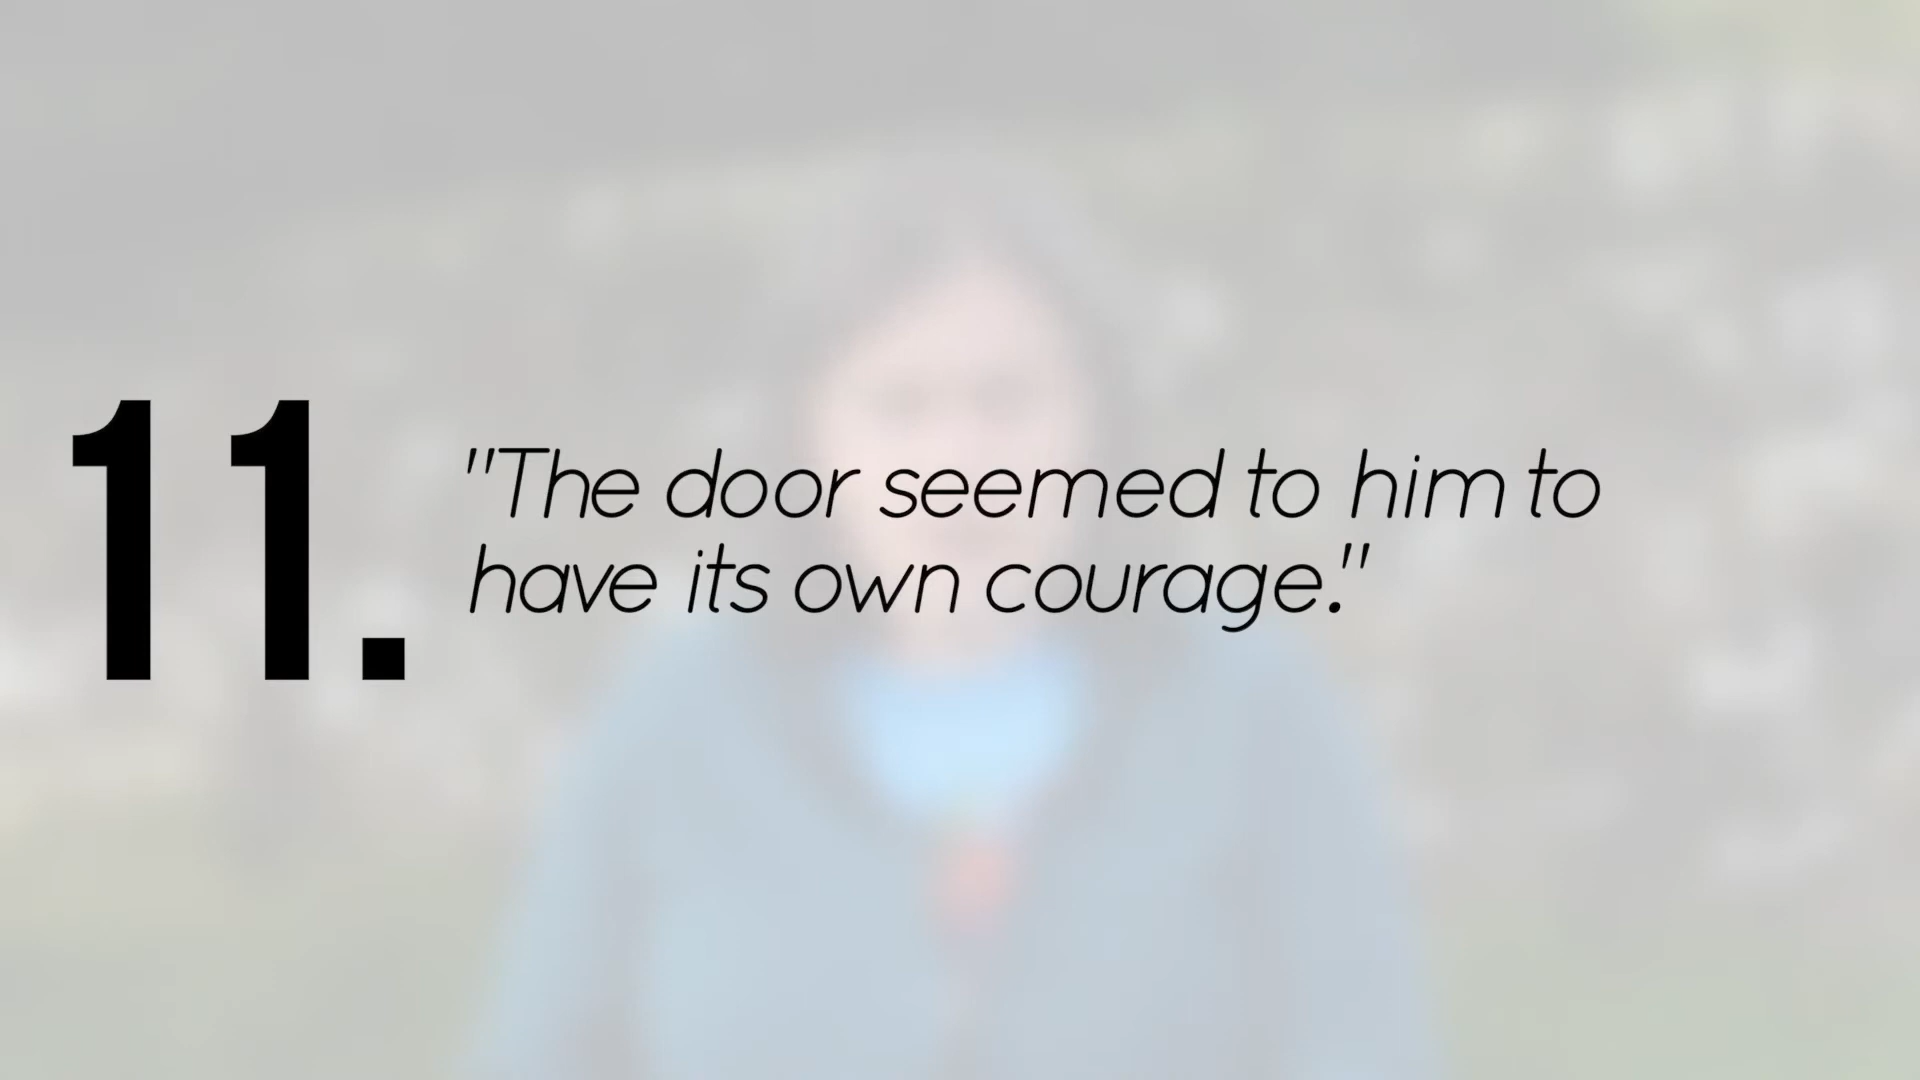 11.
"The door seemed to him to
have its own courage."